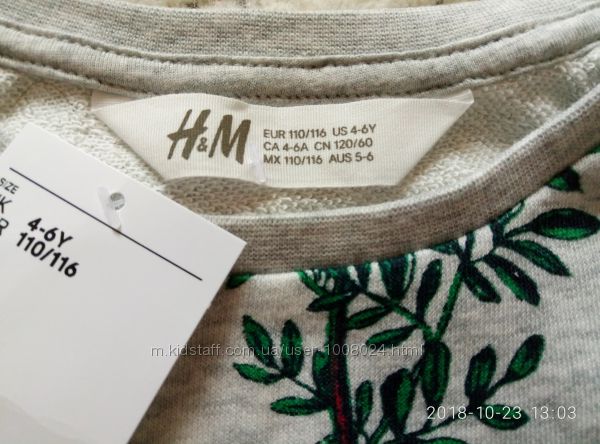 H&M
EUR 110/116 US 4-6Y
CA 4-6A CN 120/60
MX 110/116 AUS 5-6
4-6Y
110/116
m.kidstaff.com.ua/user-1008024.html
2018-10-23 13:03